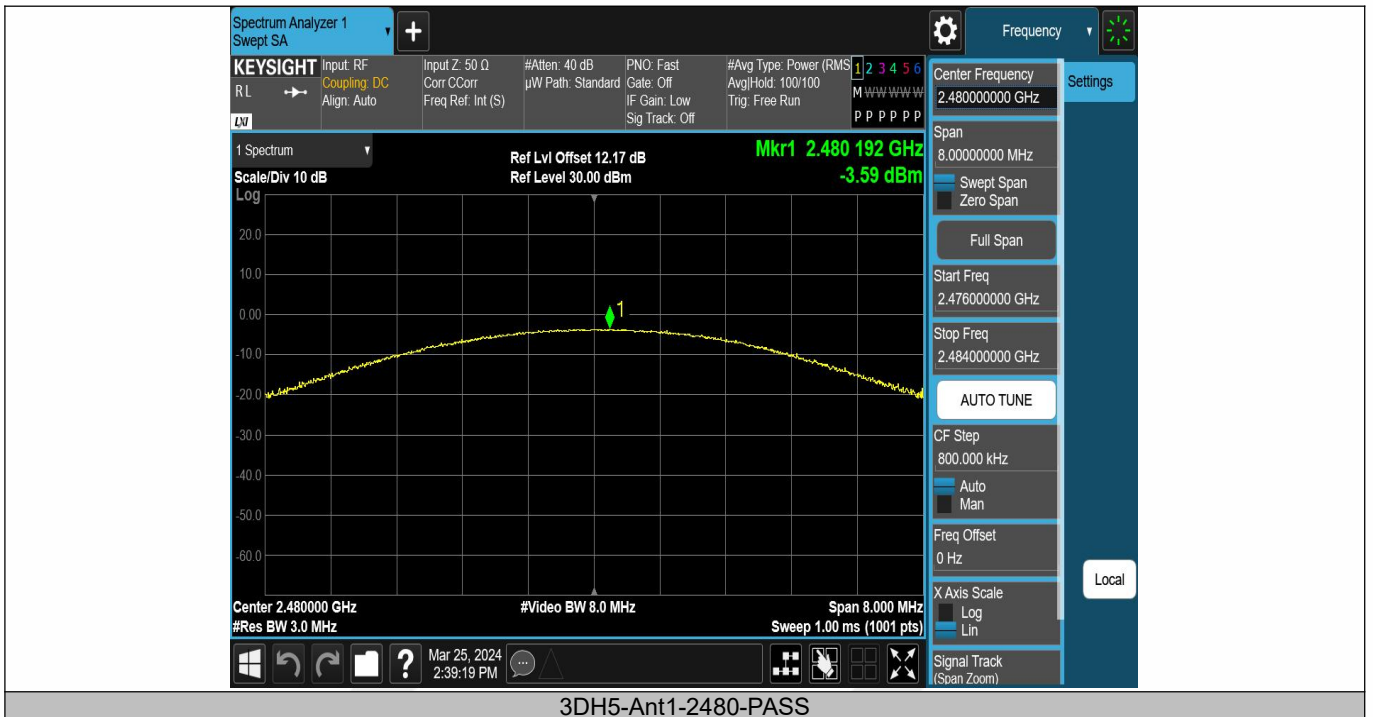 Spectrum Analyzer 1
Swept SA
+
Frequency
KEYSIGHT
RL
LXI
Input: RF
Coupling: DC
Align: Auto
Input Z: 50 Ω
Corr CCorr
Freq Ref: Int (S)
#Atten: 40 dB
µW Path: Standard
PNO: Fast
Gate: Off
IF Gain: Low
Sig Track: Off
#Avg Type: Power (RMS
Avg|Hold: 100/100
Trig: Free Run
1 2 3 4 5 6
M W W W W W
P P P P P P
1 Spectrum
Scale/Div 10 dB
Log
Ref Lvl Offset 12.17 dB
Ref Level 30.00 dBm
Mkr1 2.480 192 GHz
-3.59 dBm
20.0
10.0
0.00
-10.0
-20.0
-30.0
-40.0
-50.0
-60.0
1
Center 2.480000 GHz
#Res BW 3.0 MHz
#Video BW 8.0 MHz
Span 8.000 MHz
Sweep 1.00 ms (1001 pts)
Center Frequency
2.480000000 GHz
Settings
Span
8.00000000 MHz
Swept Span
Zero Span
Full Span
Start Freq
2.476000000 GHz
Stop Freq
2.484000000 GHz
AUTO TUNE
CF Step
800.000 kHz
Auto
Man
Freq Offset
0 Hz
X Axis Scale
Log
Lin
Signal Track
(Span Zoom)
Local
?
Mar 25, 2024
2:39:19 PM
3DH5-Ant1-2480-PASS